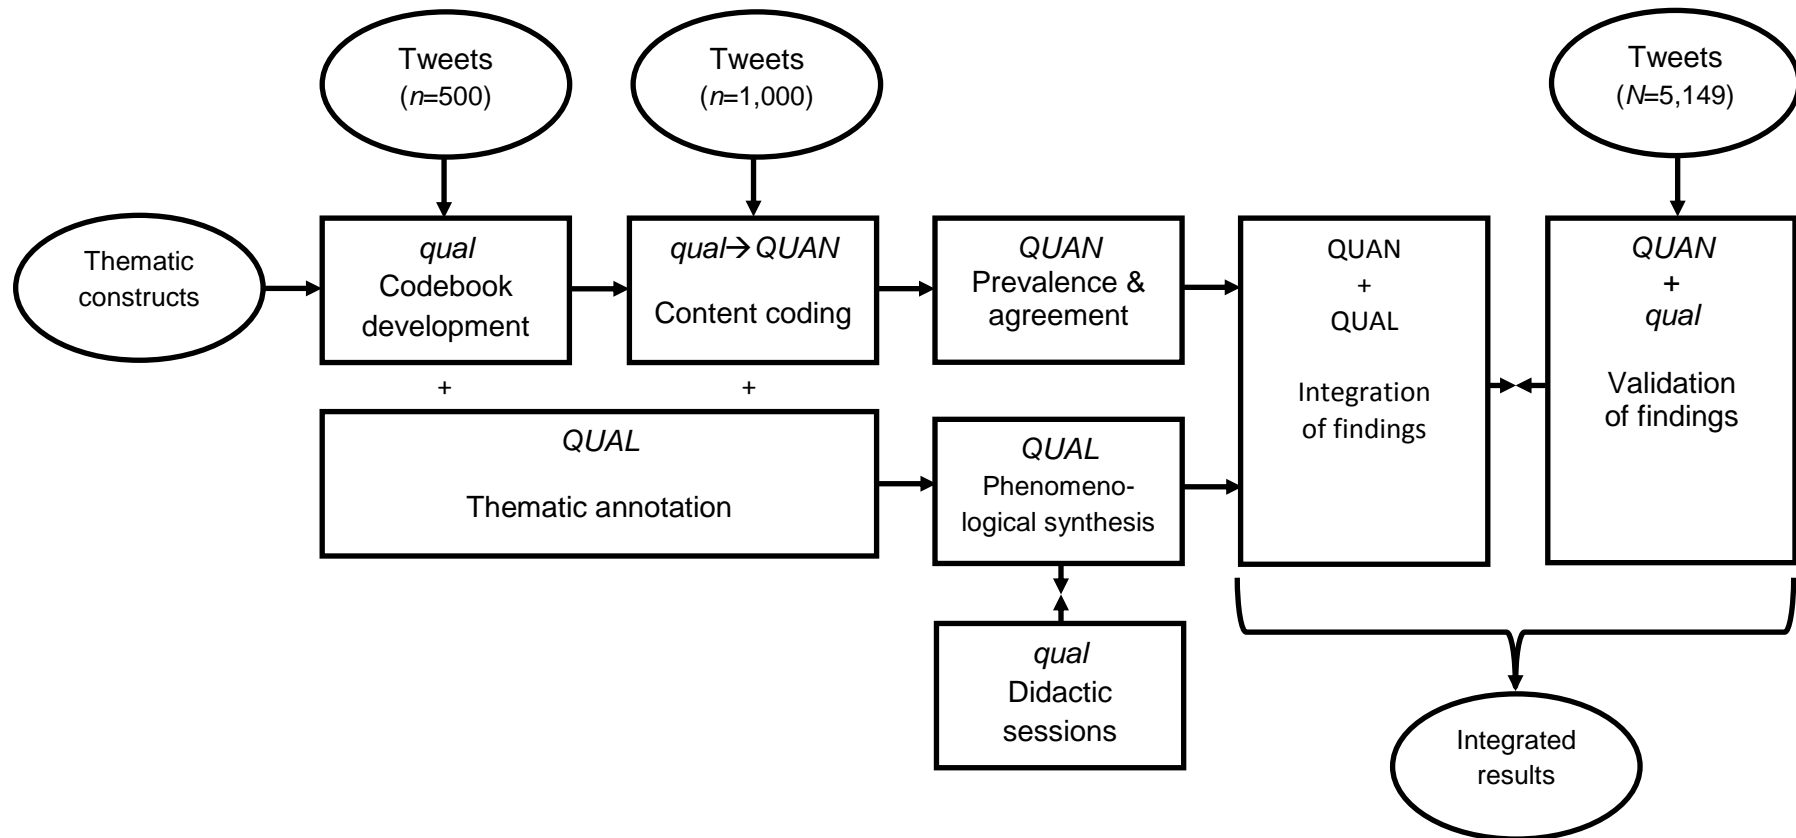 Tweets
(n=500)
Tweets
(n=1,000)
Tweets
(N=5,149)
Thematic
constructs
qual
Codebook
development
qual→ QUAN
Content coding
QUAN
Prevalence &
agreement
QUAN
+
QUAL
Integration
of findings
QUAN
+
qual
Validation
of findings
+
+
QUAL
Thematic annotation
QUAL
Phenomeno-
logical synthesis
qual
Didactic
sessions
Integrated
results